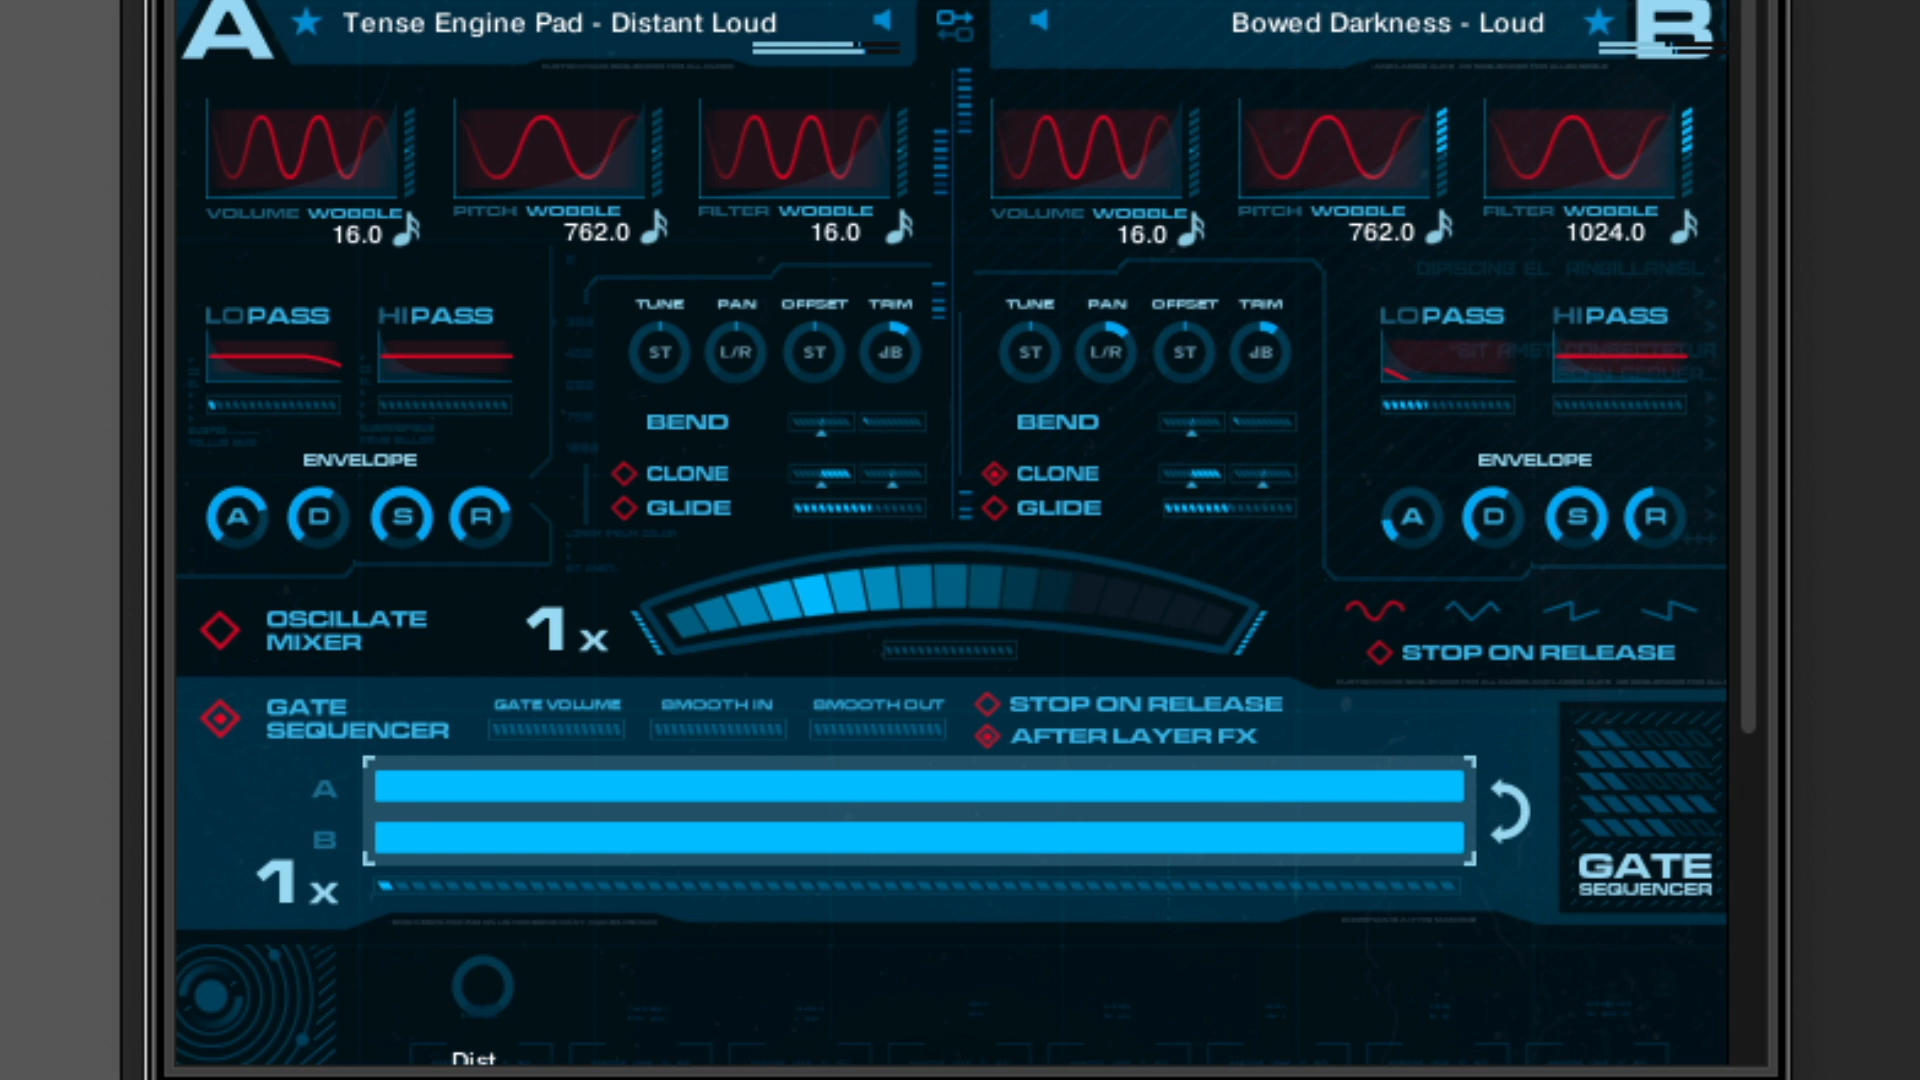 A
Tense Engine Pad - Distant Loud
Bowed Darkness - Loud
B
VOLUME WOBBLE
16.0
PITCH WOBBLE
762.0
FILTER WOBBLE
16.0
VOLUME WOBBLE
16.0
PITCH WOBBLE
762.0
FILTER WOBBLE
1024.0
LOPASS
HIPASS
TUNE PAN OFFSET TRIM
ST L/R ST dB
TUNE PAN OFFSET TRIM
ST L/R ST dB
LOPASS
HIPASS
BEND
CLONE
GLIDE
BEND
CLONE
GLIDE
ENVELOPE
A D S R
ENVELOPE
A D S R
OSCILLATE
MIXER
1x
STOP ON RELEASE
GATE
SEQUENCER
GATE VOLUME
SMOOTH IN
SMOOTH OUT
STOP ON RELEASE
AFTER LAYER FX
A
B
1x
GATE
SEQUENCER
Dist